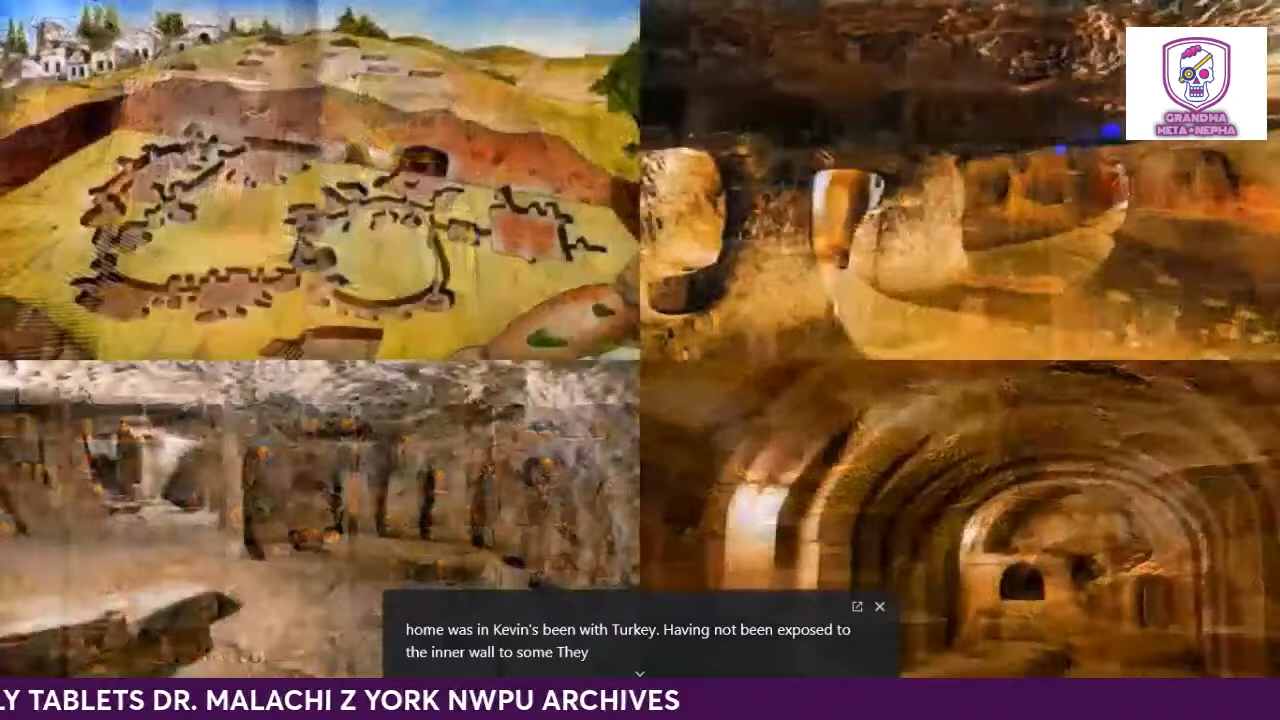 GRANDMA
META•NEPHA
home was in Kevin's been with Turkey. Having not been exposed to
the inner wall to some They
LY TABLETS DR. MALACHI Z YORK NWPU ARCHIVES